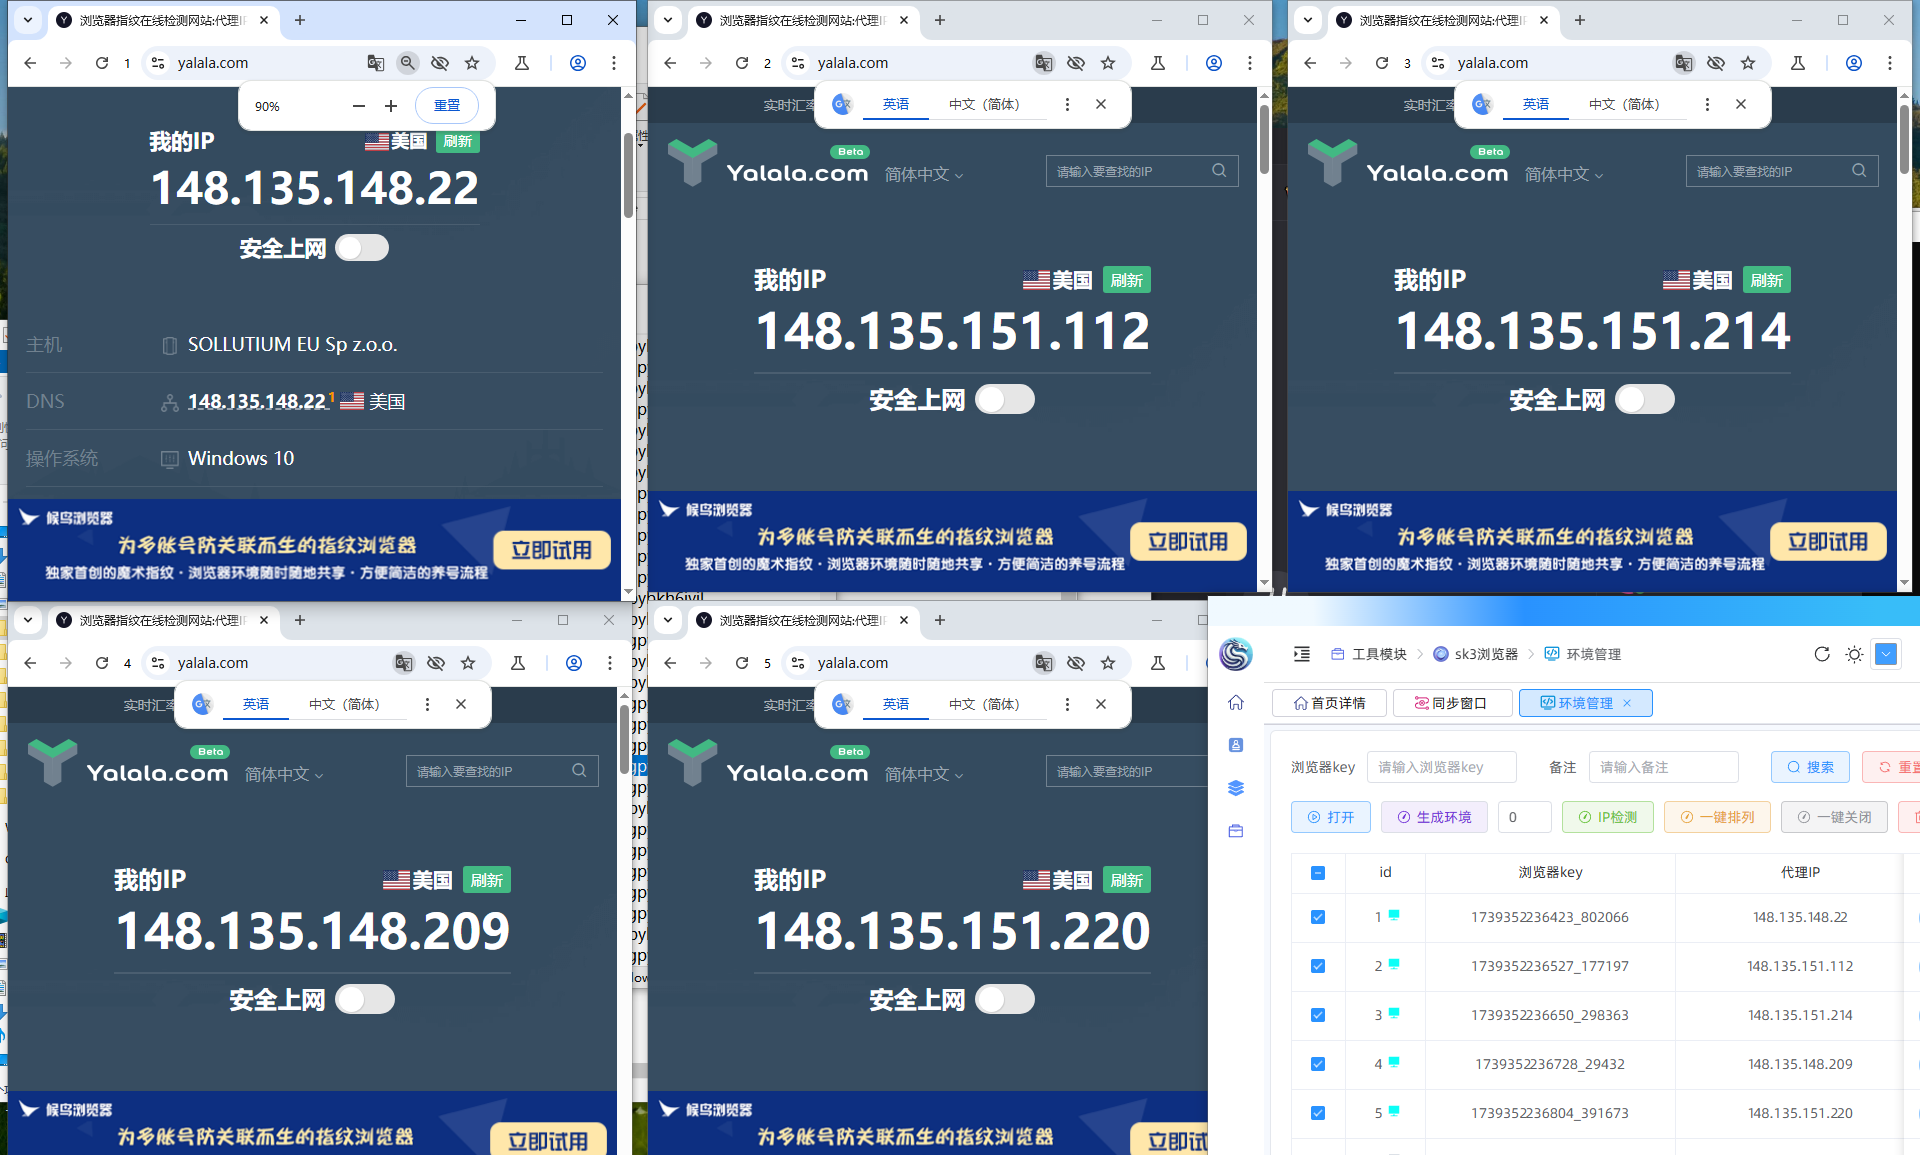 浏览器指纹在线检测网站:代理IP
1
yalala.com
90%
重置
我的IP
美国
刷新
148.135.148.22
安全上网
主机
SOLLUTIUM EU Sp z.o.o.
DNS
148.135.148.22
1
美国
操作系统
Windows 10
候鸟浏览器
为多账号防关联而生的指纹浏览器
独家首创的魔术指纹·浏览器环境随时随地共享·方便简洁的养号流程
立即试用
浏览器指纹在线检测网站:代理IP
2
yalala.com
实时汇率
英语
中文（简体）
Beta
Yalala.com
简体中文
请输入要查找的IP
我的IP
美国
刷新
148.135.151.112
安全上网
候鸟浏览器
为多账号防关联而生的指纹浏览器
独家首创的魔术指纹·浏览器环境随时随地共享·方便简洁的养号流程
立即试用
浏览器指纹在线检测网站:代理IP
3
yalala.com
实时汇率
英语
中文（简体）
Beta
Yalala.com
简体中文
请输入要查找的IP
我的IP
美国
刷新
148.135.151.214
安全上网
候鸟浏览器
为多账号防关联而生的指纹浏览器
独家首创的魔术指纹·浏览器环境随时随地共享·方便简洁的养号流程
立即试用
浏览器指纹在线检测网站:代理IP
4
yalala.com
实时汇率
英语
中文（简体）
Beta
Yalala.com
简体中文
请输入要查找的IP
我的IP
美国
刷新
148.135.148.209
安全上网
候鸟浏览器
为多账号防关联而生的指纹浏览器
立即试用
浏览器指纹在线检测网站:代理IP
5
yalala.com
实时汇率
英语
中文（简体）
Beta
Yalala.com
简体中文
请输入要查找的IP
我的IP
美国
刷新
148.135.151.220
安全上网
候鸟浏览器
为多账号防关联而生的指纹浏览器
立即试
工具模块
sk3浏览器
环境管理
首页详情
同步窗口
环境管理
浏览器key
请输入浏览器key
备注
请输入备注
搜索
重置
打开
生成环境
0
IP检测
一键排列
一键关闭
id
浏览器key
代理IP
1
1739352236423_802066
148.135.148.22
2
1739352236527_177197
148.135.151.112
3
1739352236650_298363
148.135.151.214
4
1739352236728_29432
148.135.148.209
5
1739352236804_391673
148.135.151.220